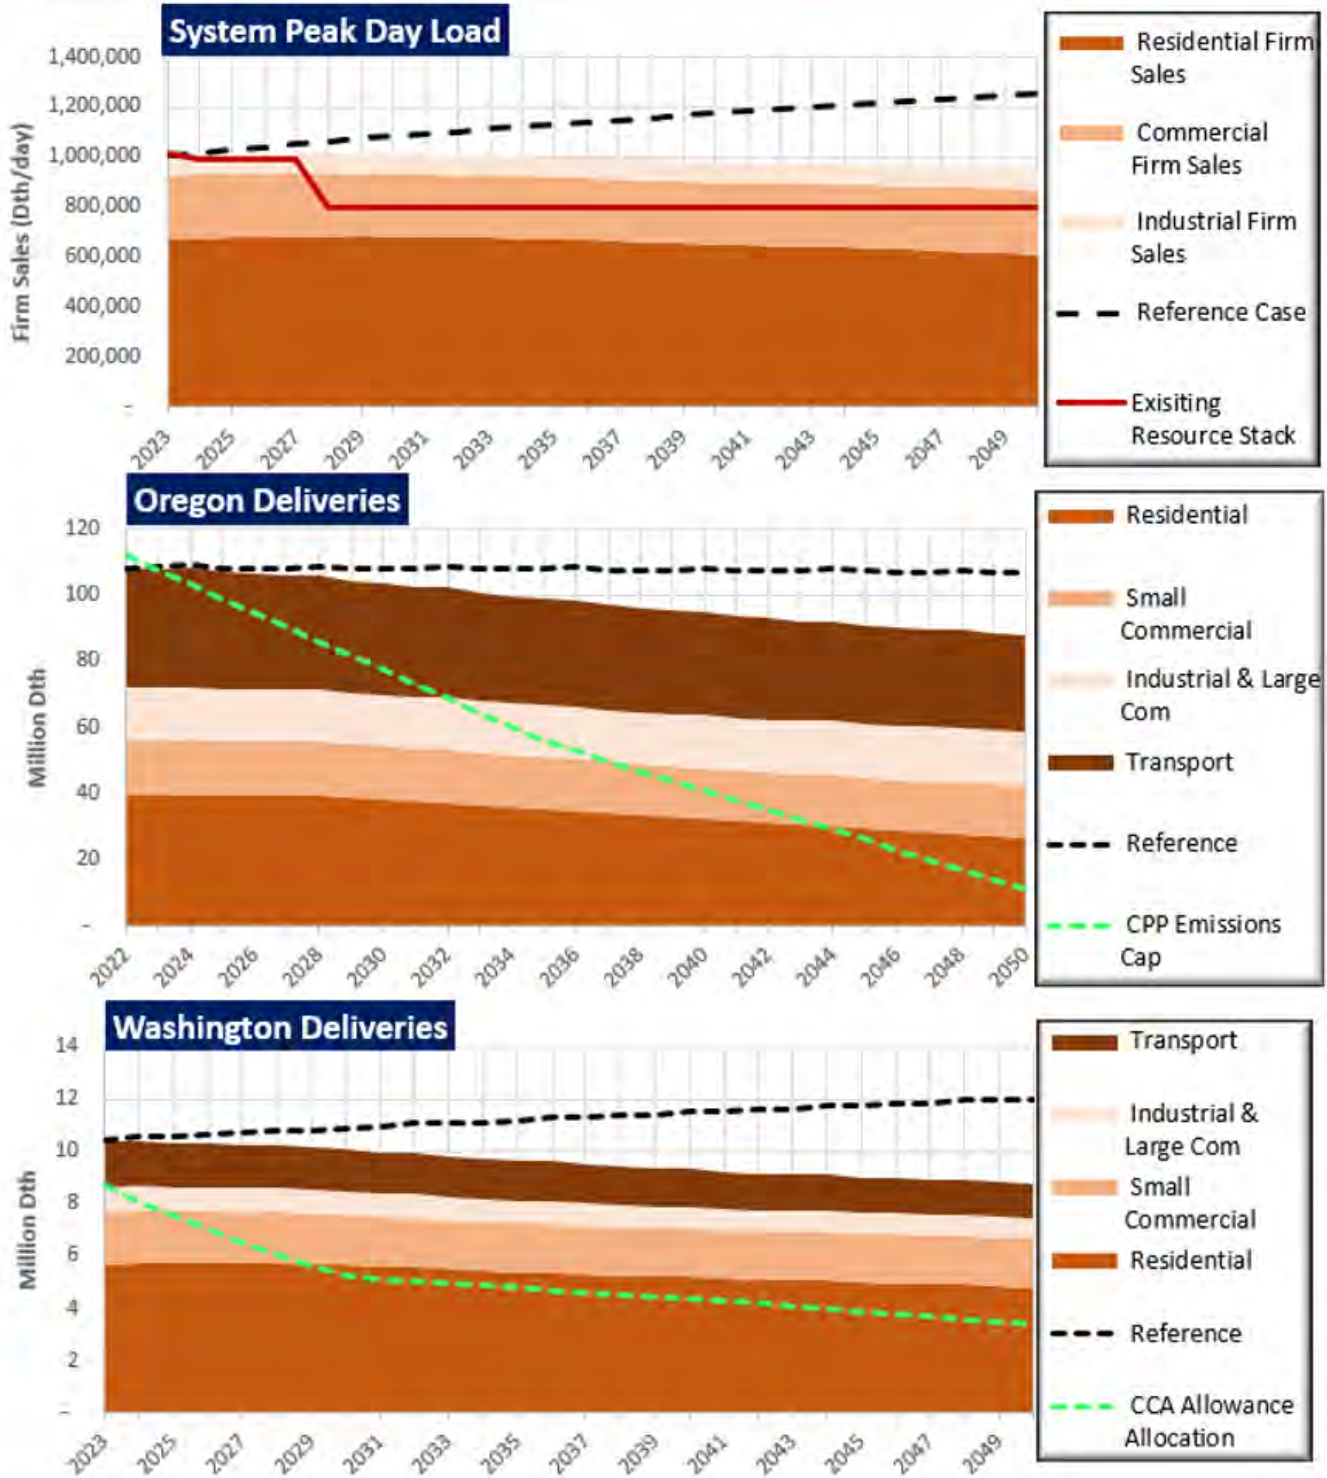 System Peak Day Load
Firm Sales (Dth/day)
1,400,000
1,200,000
1,000,000
800,000
600,000
400,000
200,000
-
2023
2025
2027
2029
2031
2033
2035
2037
2039
2041
2043
2045
2047
2049
Residential Firm
Sales
Commercial
Firm Sales
Industrial Firm
Sales
Reference Case
Exisiting
Resource Stack
Oregon Deliveries
Million Dth
120
100
80
60
40
20
-
2022
2024
2026
2028
2030
2032
2034
2036
2038
2040
2042
2044
2046
2048
2050
Residential
Small
Commercial
Industrial & Large
Com
Transport
Reference
CPP Emissions
Cap
Washington Deliveries
Million Dth
14
12
10
8
6
4
2
-
2023
2025
2027
2029
2031
2033
2035
2037
2039
2041
2043
2045
2047
2049
Transport
Industrial &
Large Com
Small
Commercial
Residential
Reference
CCA Allowance
Allocation